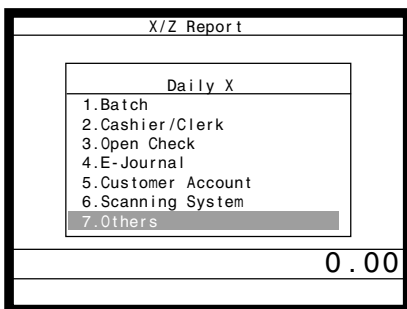 X/Z Report
Daily X
1.Batch
2.Cashier/Clerk
3.Open Check
4.E-Journal
5.Customer Account
6.Scanning System
7.Others
0.00